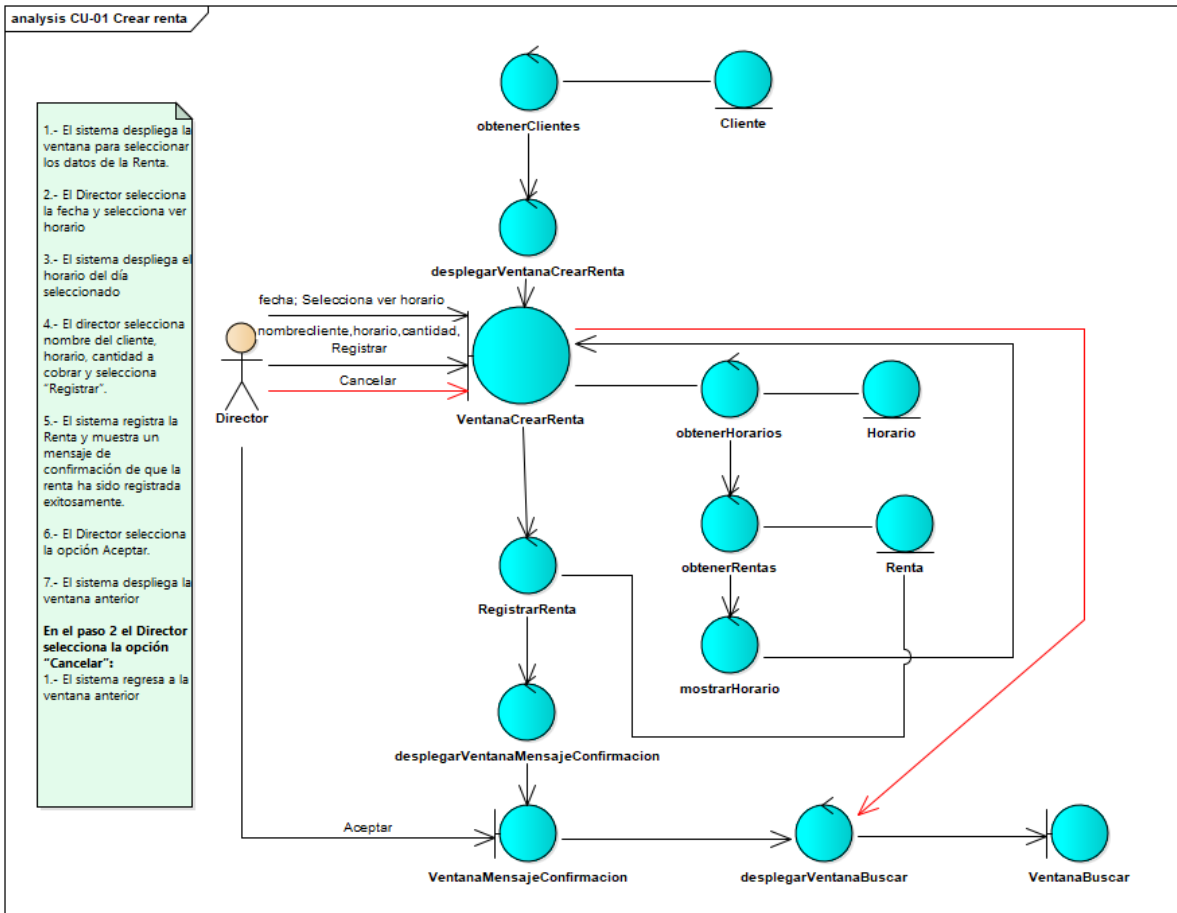 analysis CU-01 Crear renta
1.- El sistema despliega la
ventana para seleccionar
los datos de la Renta.
2.- El Director selecciona
la fecha y selecciona ver
horario
3.- El sistema despliega el
horario del día
seleccionado
4.- El director selecciona
nombre del cliente,
horario, cantidad a
cobrar y selecciona
“Registrar”.
5.- El sistema registra la
Renta y muestra un
mensaje de
confirmación de que la
renta ha sido registrada
exitosamente.
6.- El Director selecciona
la opción Aceptar.
7.- El sistema despliega la
ventana anterior
En el paso 2 el Director
selecciona la opción
“Cancelar”:
1.- El sistema regresa a la
ventana anterior
obtenerClientes
Cliente
desplegarVentanaCrearRenta
fecha; Selecciona ver horario
nombrecliente,horario,cantidad,
Registrar
Cancelar
Director
VentanaCrearRenta
obtenerHorarios
Horario
obtenerRentas
Renta
RegistrarRenta
mostrarHorario
desplegarVentanaMensajeConfirmacion
Aceptar
VentanaMensajeConfirmacion
desplegarVentanaBuscar
VentanaBuscar